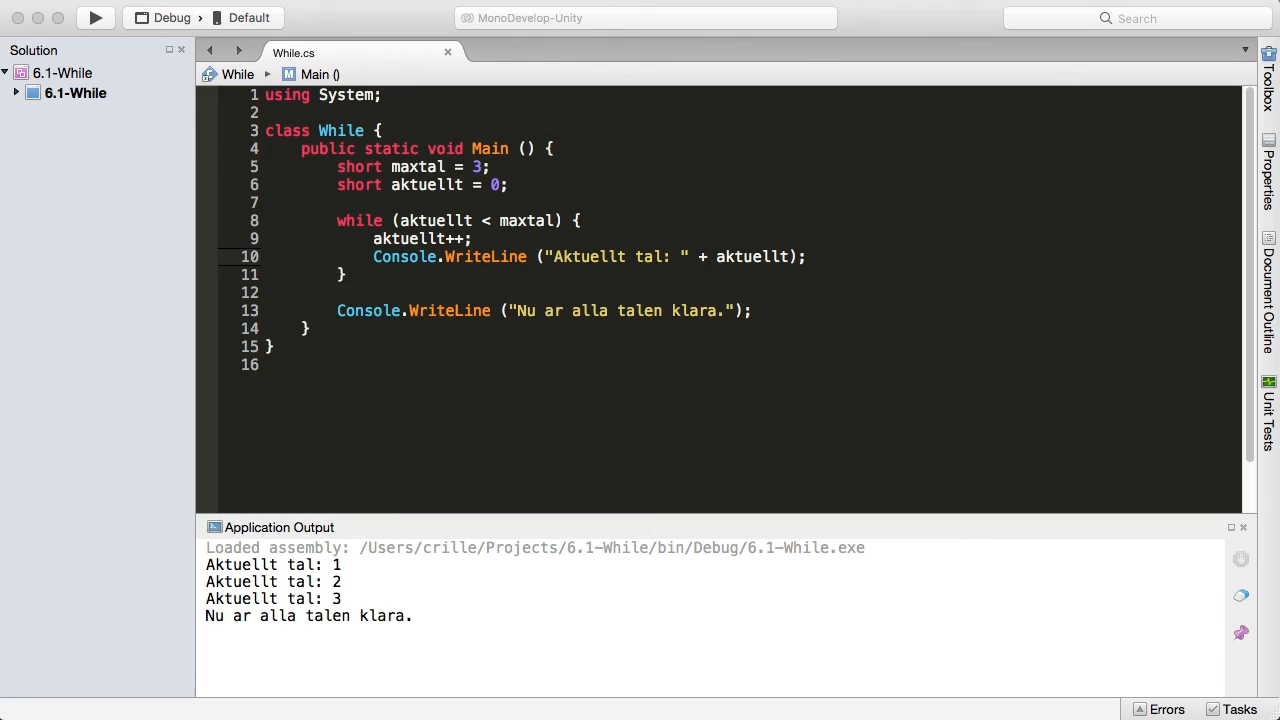 Debug › Default
MonoDevelop-Unity
Search
Solution
6.1-While
6.1-While
While.cs
While Main ()
1 using System;
2
3 class While {
4 public static void Main () {
5 short maxtal = 3;
6 short aktuellt = 0;
7
8 while (aktuellt < maxtal) {
9 aktuellt++;
10 Console.WriteLine ("Aktuellt tal: " + aktuellt);
11 }
12
13 Console.WriteLine ("Nu ar alla talen klara.");
14 }
15 }
16
Toolbox
Properties
Document Outline
Unit Tests
Application Output
Loaded assembly: /Users/crille/Projects/6.1-While/bin/Debug/6.1-While.exe
Aktuellt tal: 1
Aktuellt tal: 2
Aktuellt tal: 3
Nu ar alla talen klara.
Errors Tasks